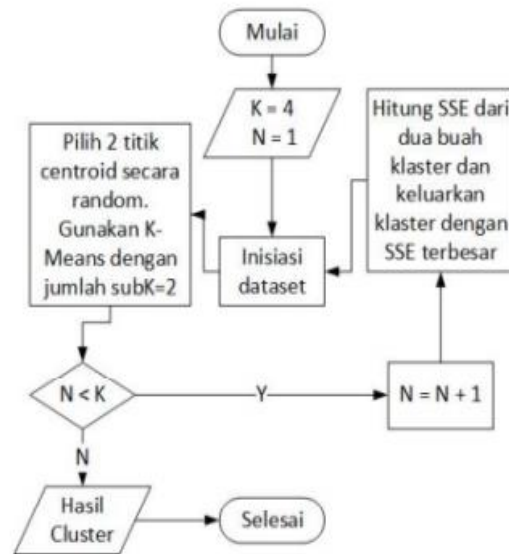 Mulai
K = 4
N = 1
Inisiasi
dataset
Pilih 2 titik
centroid secara
random.
Gunakan K-
Means dengan
jumlah subK=2
N < K
Y
N = N + 1
Hitung SSE dari
dua buah
klaster dan
keluarkan
klaster dengan
SSE terbesar
N
Hasil
Cluster
Selesai